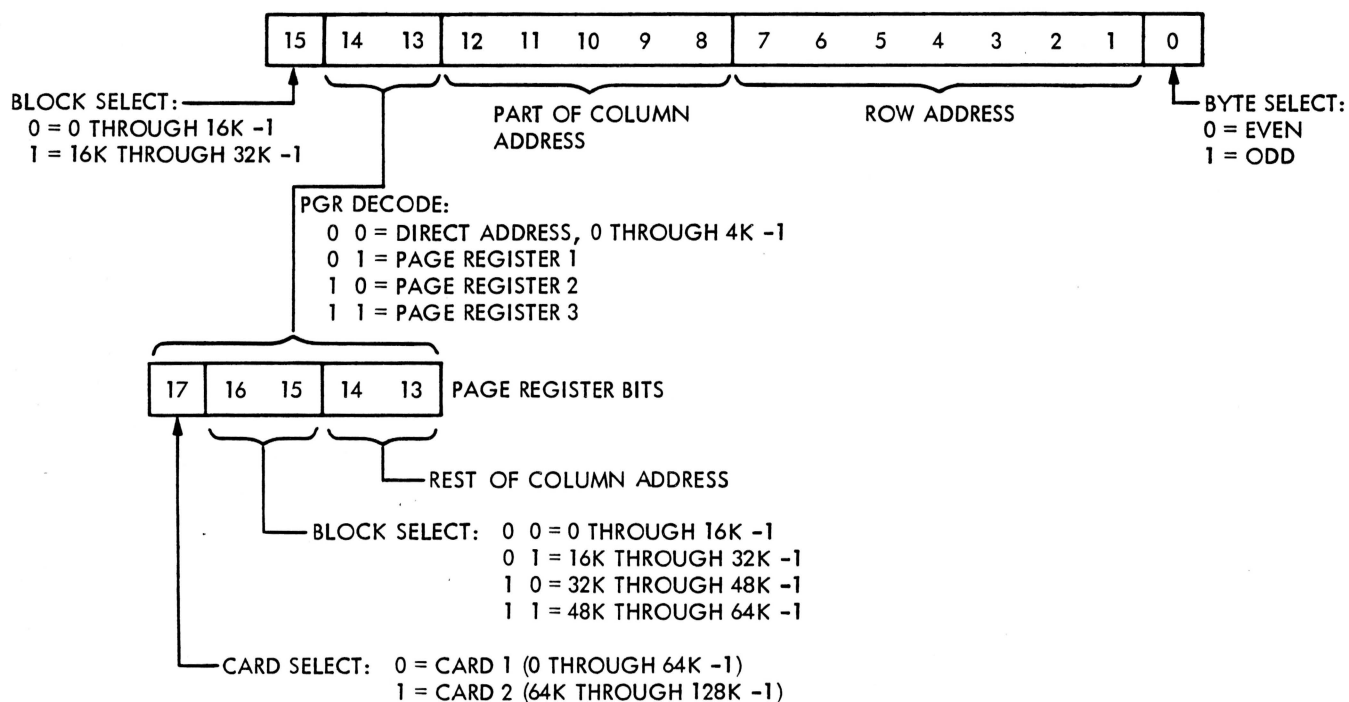 15 14 13 12 11 10 9 8 7 6 5 4 3 2 1 0
BLOCK SELECT:
0 = 0 THROUGH 16K -1
1 = 16K THROUGH 32K -1
PART OF COLUMN
ADDRESS
ROW ADDRESS
BYTE SELECT:
0 = EVEN
1 = ODD
PGR DECODE:
0 0 = DIRECT ADDRESS, 0 THROUGH 4K -1
0 1 = PAGE REGISTER 1
1 0 = PAGE REGISTER 2
1 1 = PAGE REGISTER 3
17 16 15 14 13 PAGE REGISTER BITS
REST OF COLUMN ADDRESS
BLOCK SELECT: 0 0 = 0 THROUGH 16K -1
0 1 = 16K THROUGH 32K -1
1 0 = 32K THROUGH 48K -1
1 1 = 48K THROUGH 64K -1
CARD SELECT: 0 = CARD 1 (0 THROUGH 64K -1)
1 = CARD 2 (64K THROUGH 128K -1)